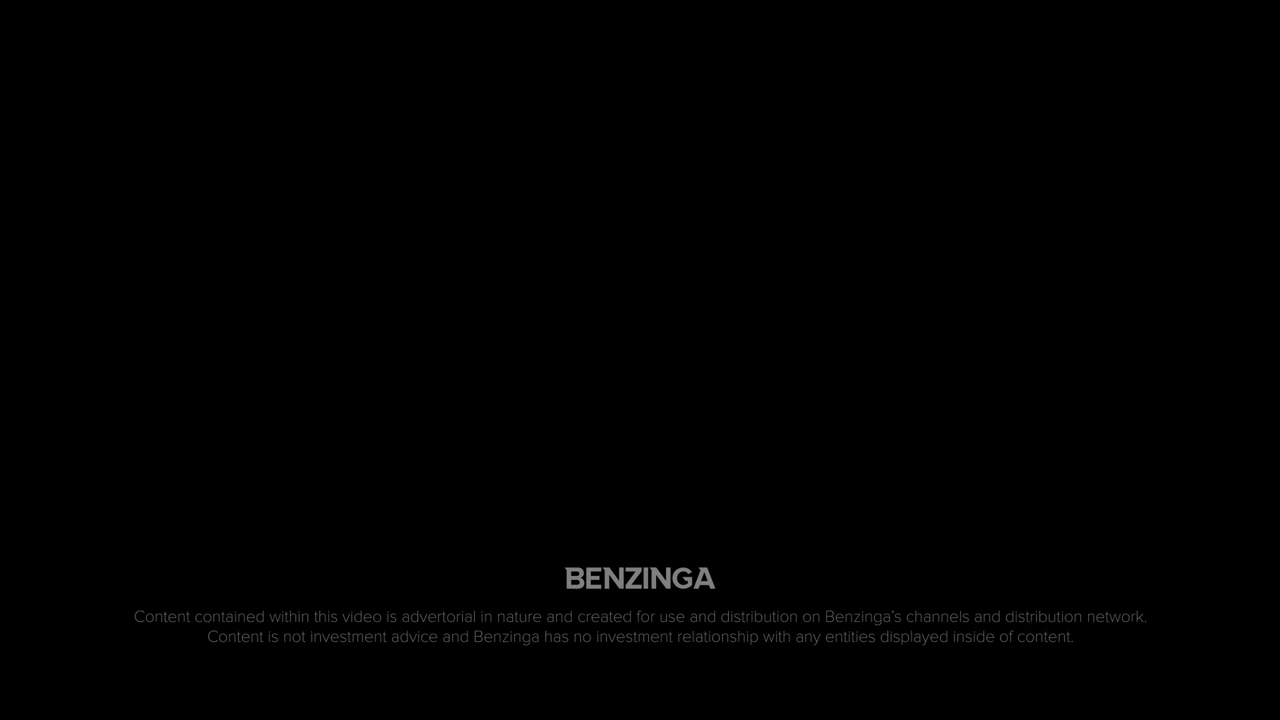 BENZINGA
Content contained within this video is advertorial in nature and created for use and distribution on Benzinga's channels and distribution network.
Content is not investment advice and Benzinga has no investment relationship with any entities displayed inside of content.